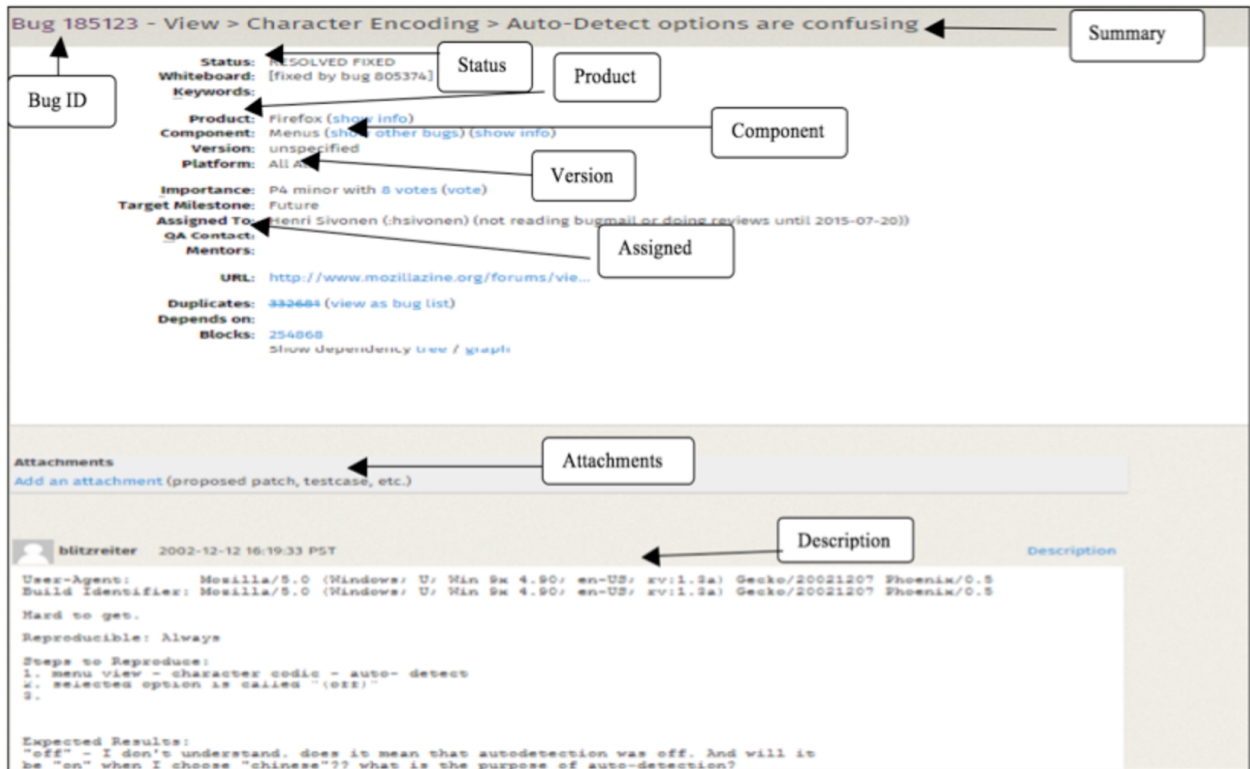 Bug 185123 - View > Character Encoding > Auto-Detect options are confusing
Summary
Bug ID
Status: RESOLVED FIXED
Status
Whiteboard: [fixed by bug 805374]
Keywords:
Product
Product: Firefox (show info)
Component: Menus (show other bugs) (show info)
Component
Version: unspecified
Platform: All
Version
Importance: P4 minor with 8 votes (vote)
Target Milestone: Future
Assigned To: Henri Sivonen (:hsivonen) (not reading bugmail or doing reviews until 2015-07-20))
QA Contact:
Assigned
Mentors:
URL: http://www.mozillazine.org/forums/vie...
Duplicates: 332681 (view as bug list)
Depends on:
Blocks: 254868
Show dependency tree / graph
Attachments
Attachments
Add an attachment (proposed patch, testcase, etc.)
Description
blitzreiter 2002-12-12 16:19:33 PST Description
User-Agent: Mozilla/5.0 (Windows; U; Win 9x 4.90; en-US; rv:1.3a) Gecko/20021207 Phoenix/0.5
Build Identifier: Mozilla/5.0 (Windows; U; Win 9x 4.90; en-US; rv:1.3a) Gecko/20021207 Phoenix/0.5
Hard to get.
Reproducible: Always
Steps to Reproduce:
1. menu view - character codic - auto- detect
2. selected option is called "(off)"
3.
Expected Results:
"off" - I don't understand. does it mean that autodetection was off. And will it
be "on" when I choose "chinese"?? what is the purpose of auto-detection?